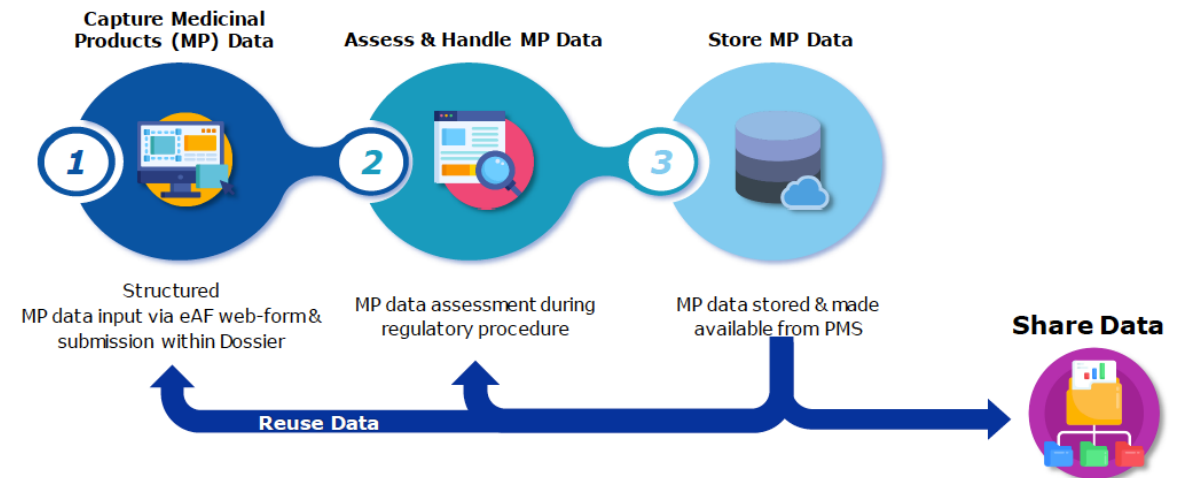 Capture Medicinal
Products (MP) Data
Assess & Handle MP Data
Store MP Data
1
2
3
Structured
MP data input via eAF web-form &
submission within Dossier
MP data assessment during
regulatory procedure
MP data stored & made
available from PMS
Share Data
Reuse Data